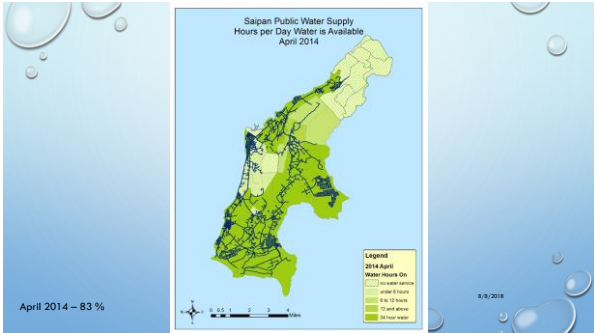 Saipan Public Water Supply
Hours per Day Water is Available
April 2014
Legend
2014 April
Water Hours On
no water service
under 6 hours
6 to 12 hours
12 and above
24 hour water
0 0.5 1 2 3 4
Miles
April 2014 – 83 %
8/8/2018